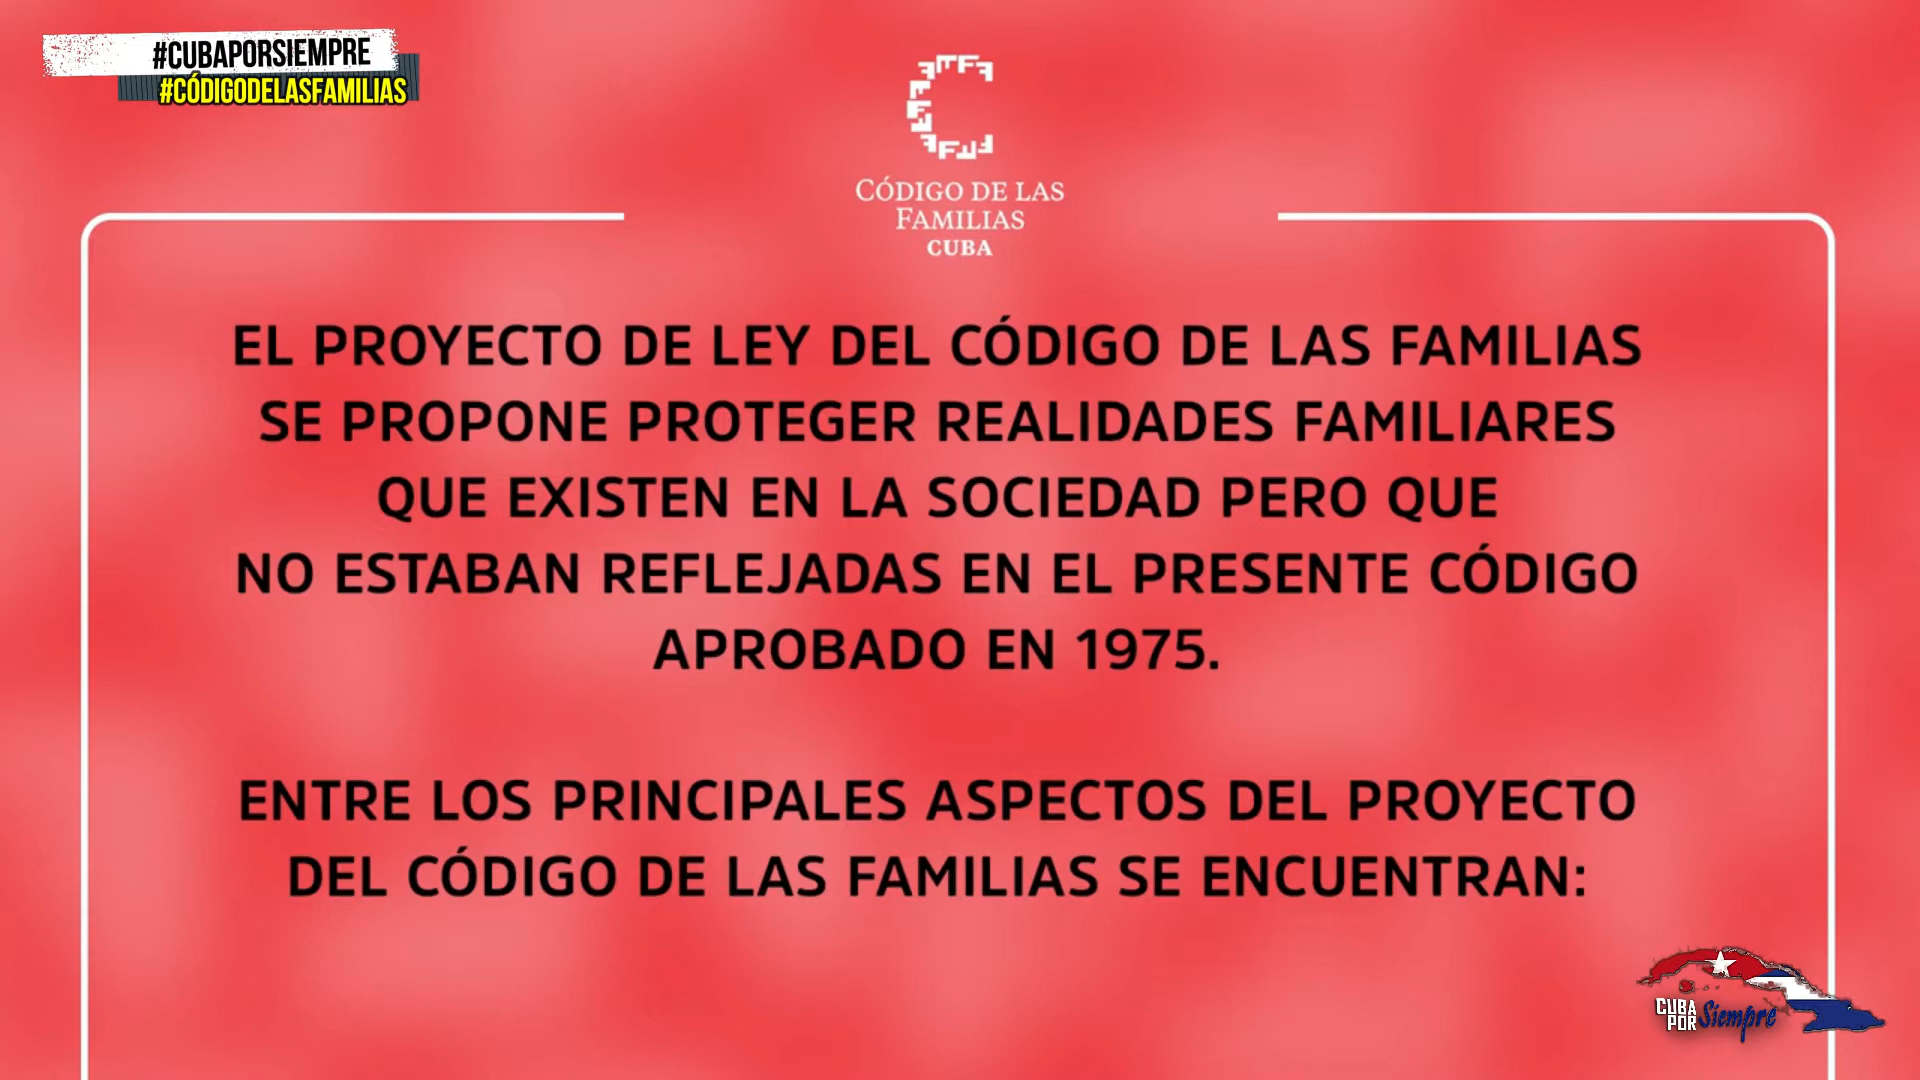 #CUBAPORSIEMPRE
#CÓDIGODELASFAMILIAS
CÓDIGO DE LAS
FAMILIAS
CUBA
EL PROYECTO DE LEY DEL CÓDIGO DE LAS FAMILIAS
SE PROPONE PROTEGER REALIDADES FAMILIARES
QUE EXISTEN EN LA SOCIEDAD PERO QUE
NO ESTABAN REFLEJADAS EN EL PRESENTE CÓDIGO
APROBADO EN 1975.
ENTRE LOS PRINCIPALES ASPECTOS DEL PROYECTO
DEL CÓDIGO DE LAS FAMILIAS SE ENCUENTRAN:
CUBA
POR Siempre